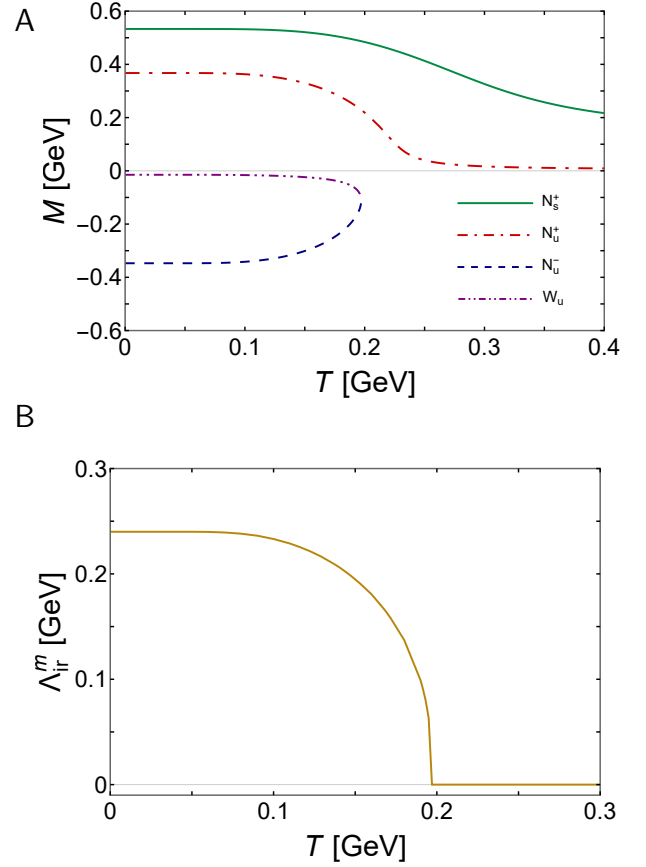 A
0.6
0.4
0.2
0
−0.2
−0.4
−0.6
M [GeV]
N_s^+
N_u^+
N_u^-
W_u
0 0.1 0.2 0.3 0.4
T [GeV]
B
0.3
0.2
0.1
0
Λ_ir^m [GeV]
0 0.1 0.2 0.3
T [GeV]